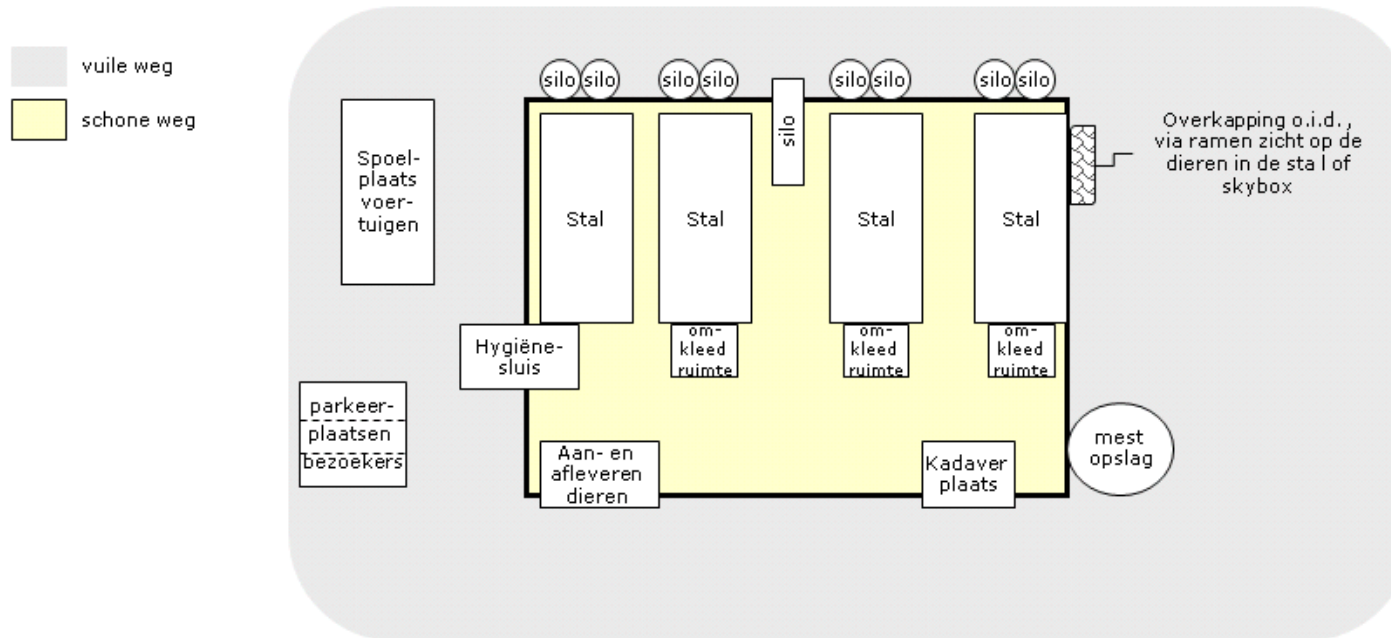 vuile weg
schone weg
silo silo
silo silo
silo silo
silo silo
silo
Spoel-
plaats
voer-
tuigen
Stal
Stal
Stal
Stal
Overkapping o.i.d.,
via ramen zicht op de
dieren in de stal of
skybox
Hygiëne-
sluis
om-
kleed
ruimte
om-
kleed
ruimte
om-
kleed
ruimte
parkeer-
plaatsen
bezoekers
Aan- en
afleveren
dieren
Kadaver
plaats
mest
opslag